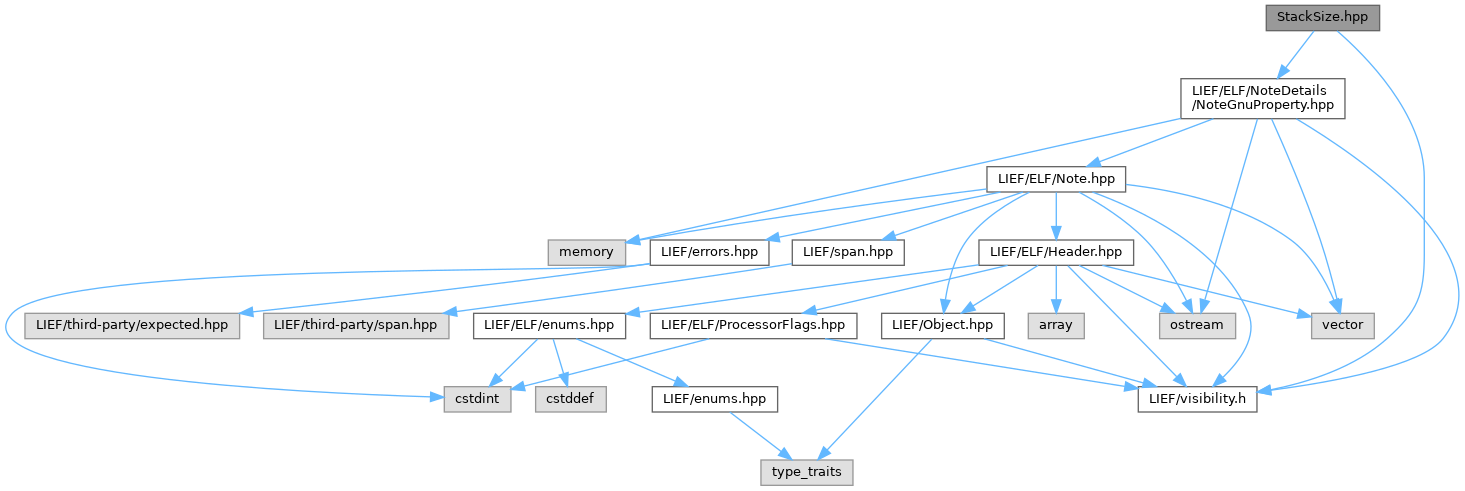 StackSize.hpp
LIEF/ELF/NoteDetails
/NoteGnuProperty.hpp
LIEF/ELF/Note.hpp
memory
LIEF/errors.hpp
LIEF/span.hpp
LIEF/ELF/Header.hpp
LIEF/third-party/expected.hpp
LIEF/third-party/span.hpp
LIEF/ELF/enums.hpp
LIEF/ELF/ProcessorFlags.hpp
LIEF/Object.hpp
array
ostream
vector
cstdint
cstddef
LIEF/enums.hpp
LIEF/visibility.h
type_traits